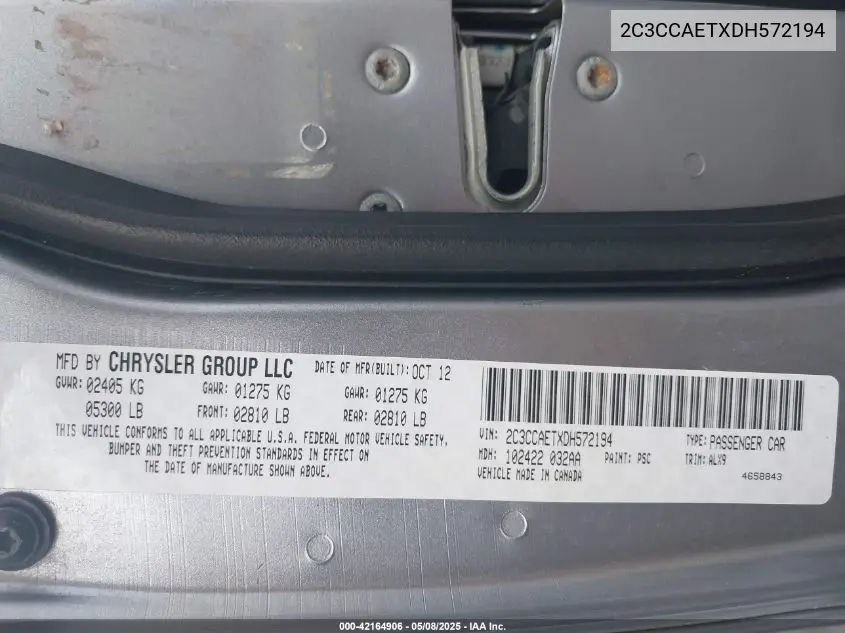 2C3CCAETXDH572194
MFD BY CHRYSLER GROUP LLC
DATE OF MFR(BUILT): OCT 12
GVWR: 02405 KG
GAWR: 01275 KG
GAWR: 01275 KG
05300 LB
FRONT: 02810 LB
REAR: 02810 LB
THIS VEHICLE CONFORMS TO ALL APPLICABLE U.S.A. FEDERAL MOTOR VEHICLE SAFETY,
BUMPER AND THEFT PREVENTION STANDARDS IN EFFECT ON
THE DATE OF MANUFACTURE SHOWN ABOVE.
VIN: 2C3CCAETXDH572194
TYPE: PASSENGER CAR
MDH: 102422 032AA
PAINT: PSC
TRIM: ALX9
VEHICLE MADE IN CANADA
4658843
000-42164906 - 05/08/2025 - IAA Inc.